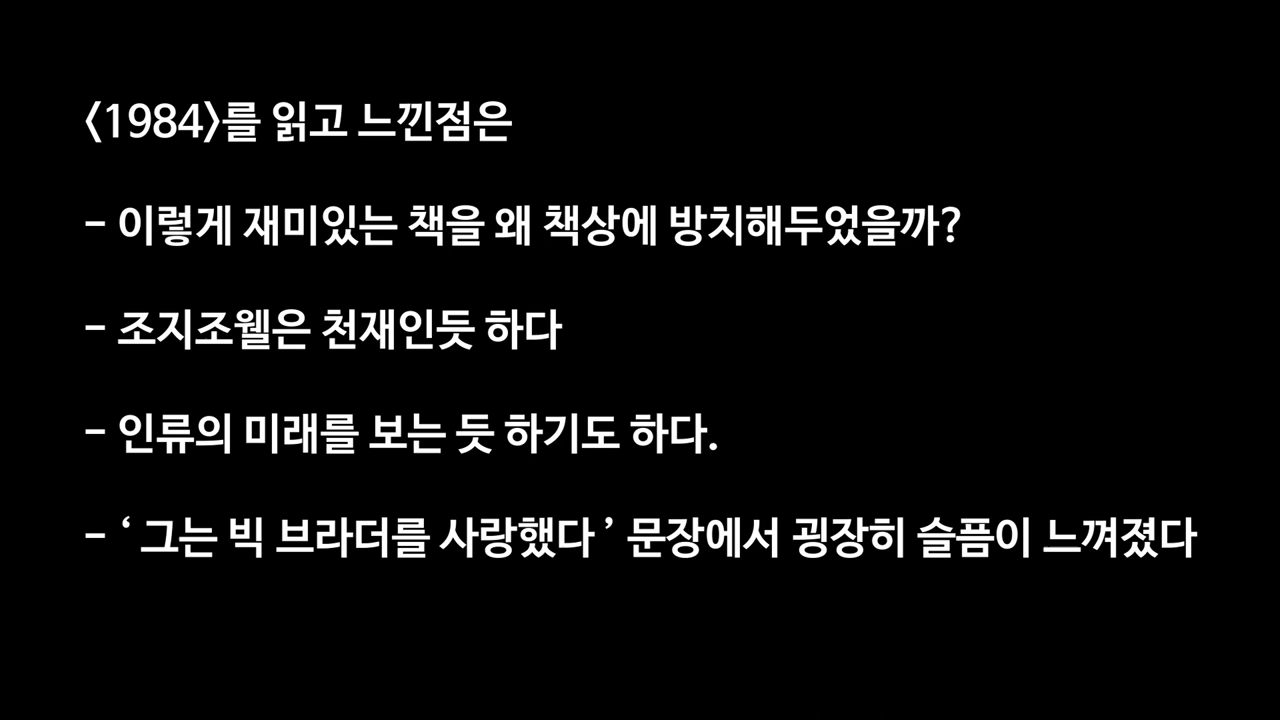 〈1984〉를 읽고 느낀점은
- 이렇게 재미있는 책을 왜 책상에 방치해두었을까?
- 조지조웰은 천재인듯 하다
- 인류의 미래를 보는 듯 하기도 하다.
- ‘ 그는 빅 브라더를 사랑했다 ’ 문장에서 굉장히 슬픔이 느껴졌다